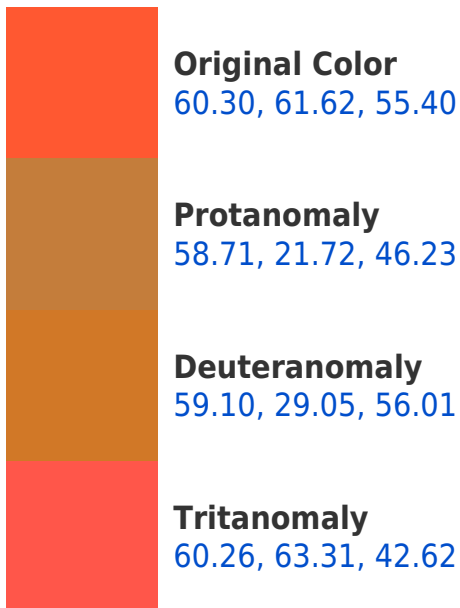 Original Color
60.30, 61.62, 55.40
Protanomaly
58.71, 21.72, 46.23
Deuteranomaly
59.10, 29.05, 56.01
Tritanomaly
60.26, 63.31, 42.62